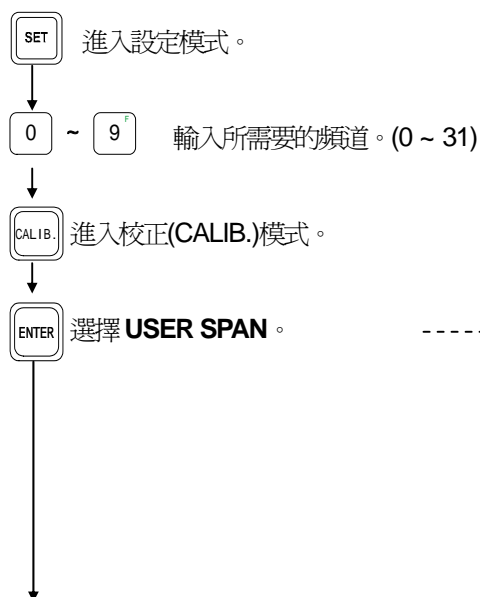 SET 進入設定模式。
0 ~ 9 F 輸入所需要的頻道。(0 ~ 31)
CALIB. 進入校正(CALIB.)模式。
ENTER 選擇 USER SPAN。 -----